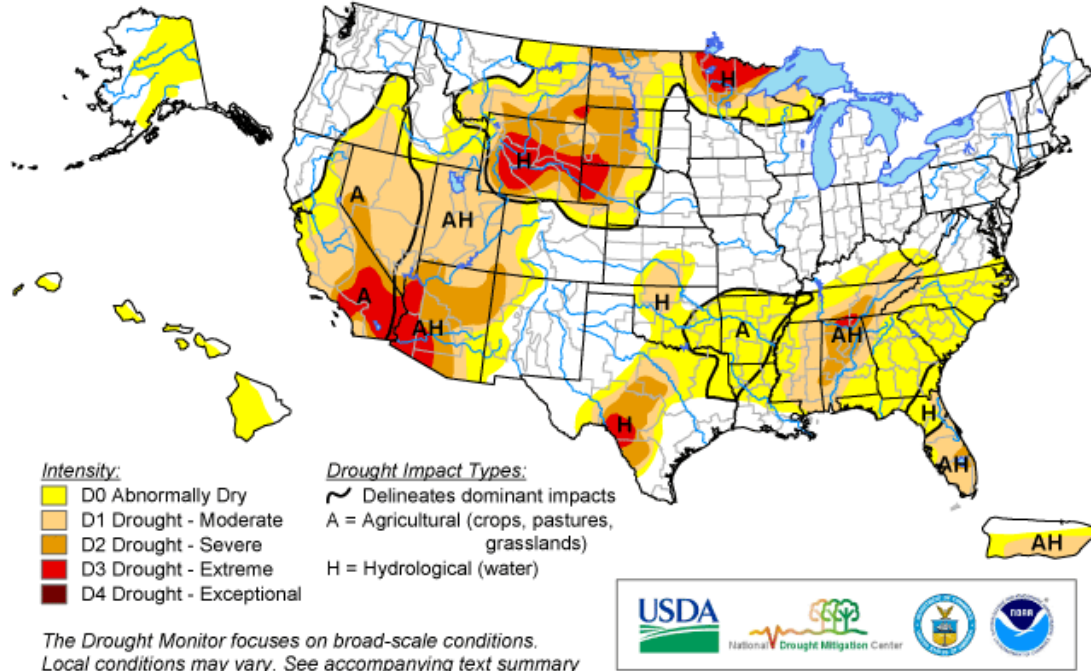 H
H
A
AH
A
AH
H
A
AH
H
H
AH
AH
Intensity:
D0 Abnormally Dry
D1 Drought - Moderate
D2 Drought - Severe
D3 Drought - Extreme
D4 Drought - Exceptional
Drought Impact Types:
Delineates dominant impacts
A = Agricultural (crops, pastures,
grasslands)
H = Hydrological (water)
The Drought Monitor focuses on broad-scale conditions.
Local conditions may vary. See accompanying text summary
USDA
National Drought Mitigation Center
NOAA